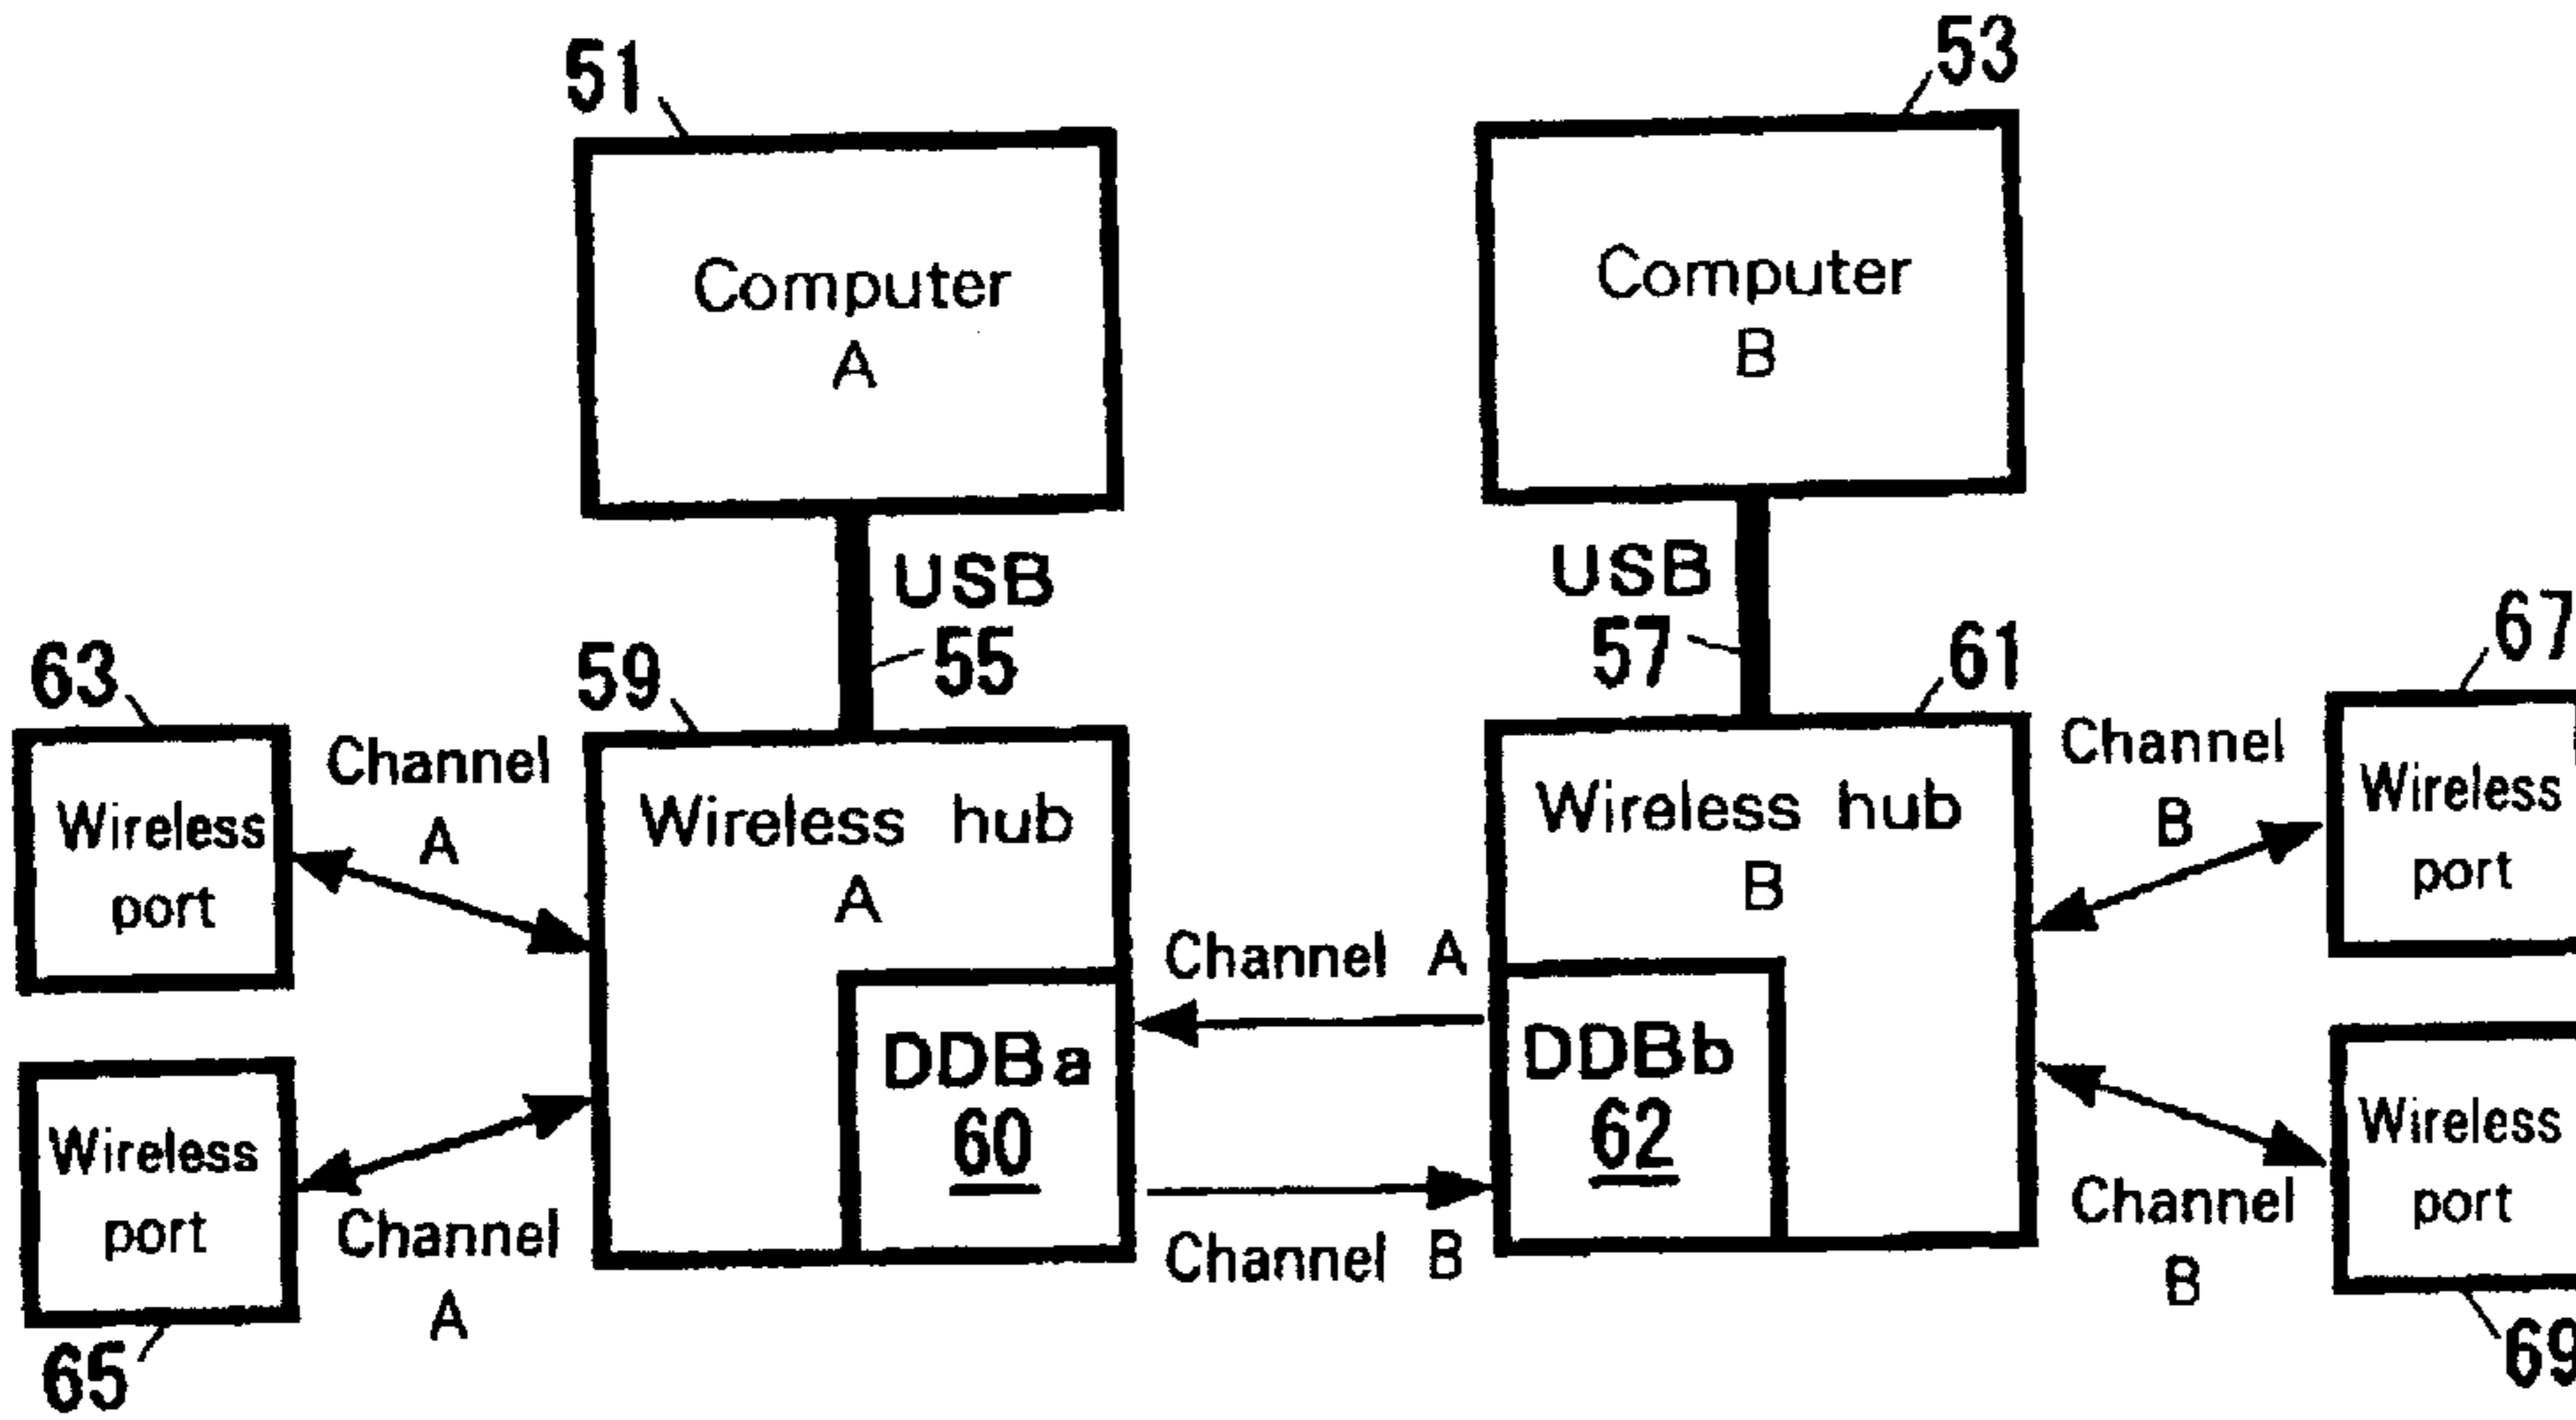 51
53
Computer
A
Computer
B
USB
55
USB
57
63
59
61
67
Wireless
port
Channel
A
Wireless hub
A
Wireless hub
B
Channel
B
Wireless
port
Channel A
DDBa
60
DDBb
62
Channel B
Wireless
port
Channel
A
65
Channel
B
Wireless
port
69